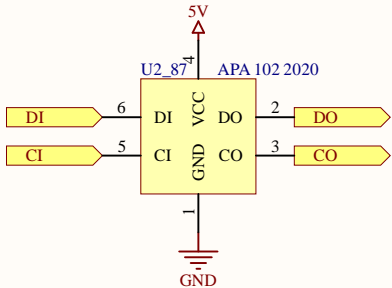 5V
4
U2_87 APA 102 2020
DI 6 DI VCC DO 2 DO
CI 5 CI GND CO 3 CO
1
GND